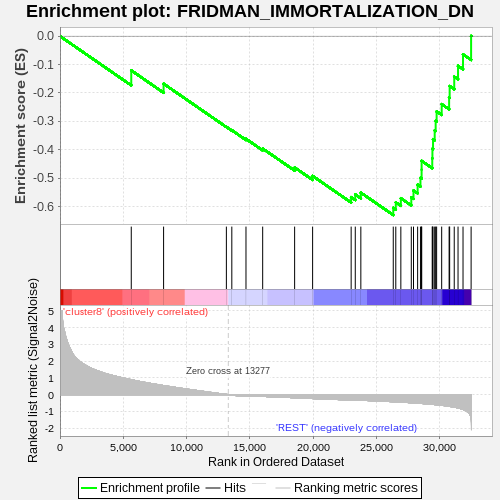 Enrichment plot: FRIDMAN_IMMORTALIZATION_DN
Enrichment score (ES)
0.0
-0.1
-0.2
-0.3
-0.4
-0.5
-0.6
'cluster8' (positively correlated)
Ranked list metric (Signal2Noise)
5
4
3
2
1
0
-1
-2
Zero cross at 13277
'REST' (negatively correlated)
0
5,000
10,000
15,000
20,000
25,000
30,000
Rank in Ordered Dataset
Enrichment profile
Hits
Ranking metric scores